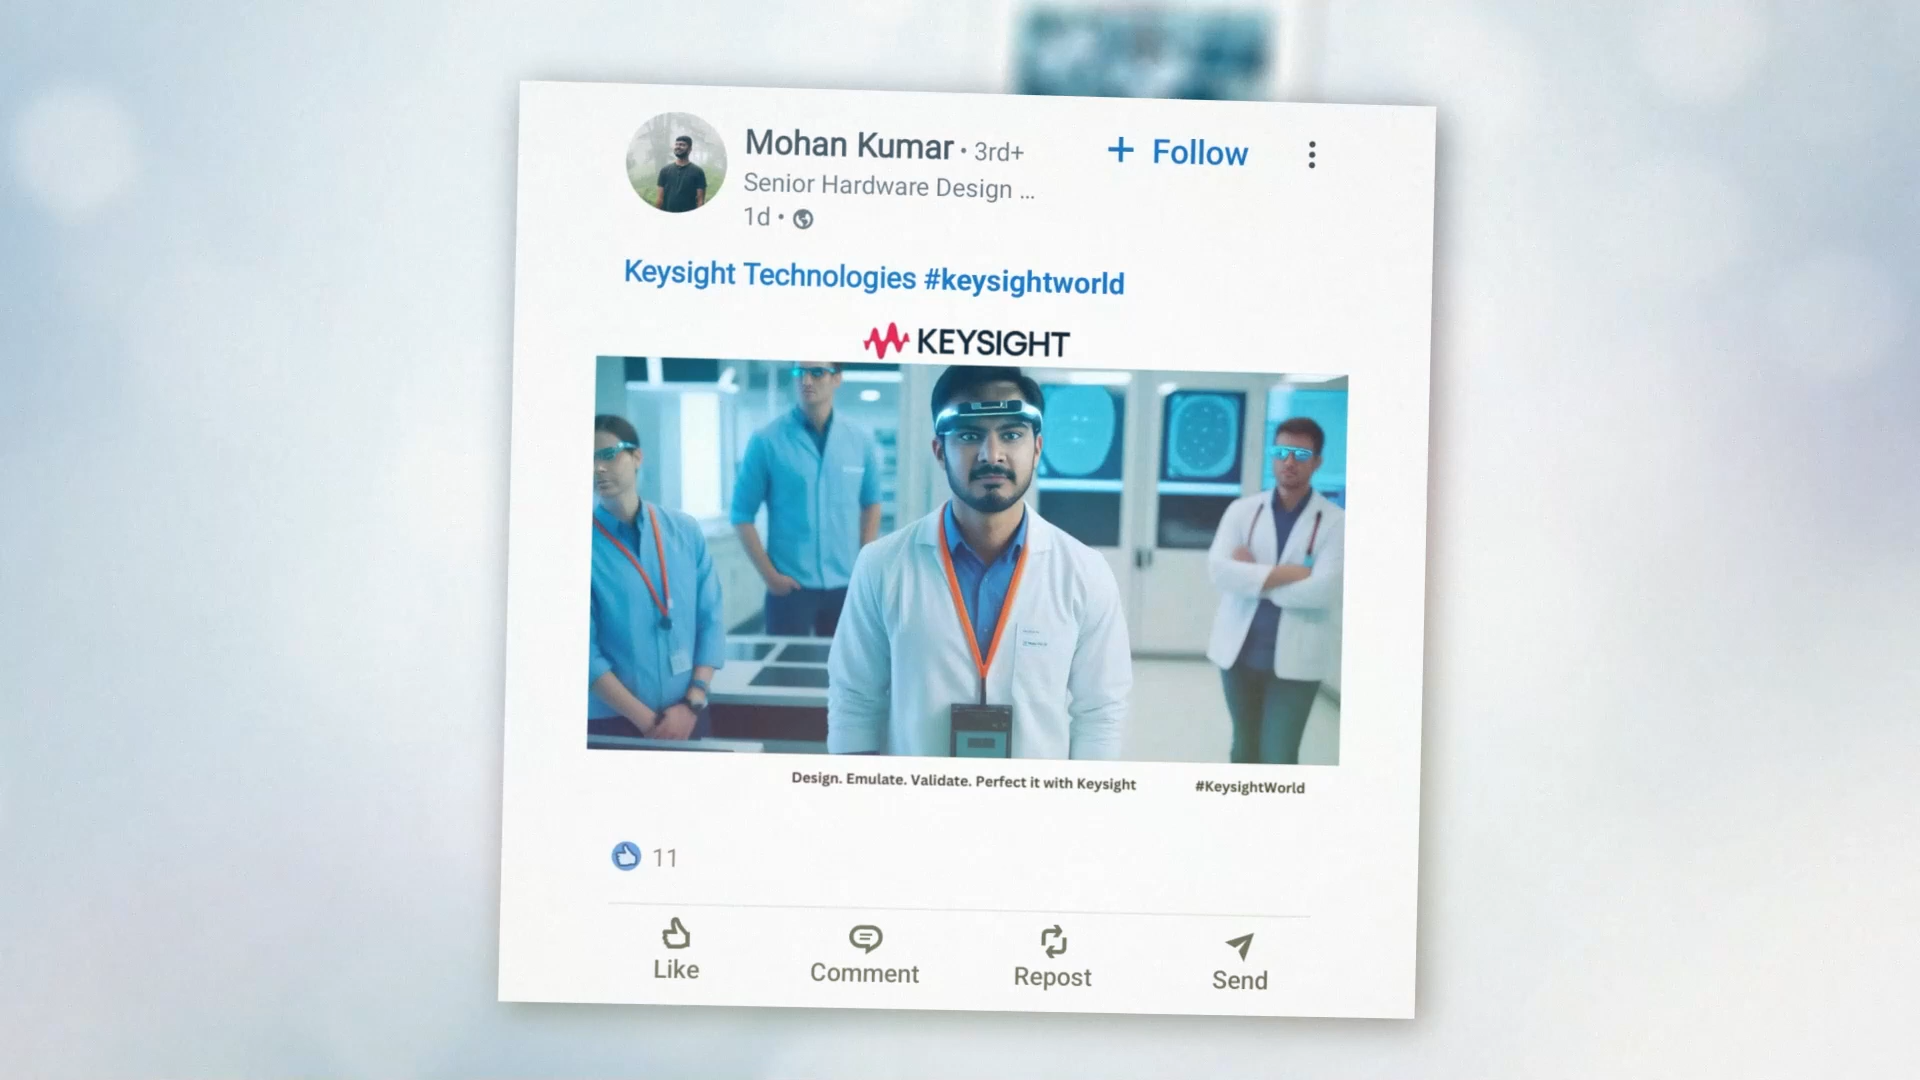 Mohan Kumar • 3rd+
+ Follow
Senior Hardware Design ...
1d •
Keysight Technologies #keysightworld
KEYSIGHT
Design. Emulate. Validate. Perfect it with Keysight
#KeysightWorld
11
Like
Comment
Repost
Send